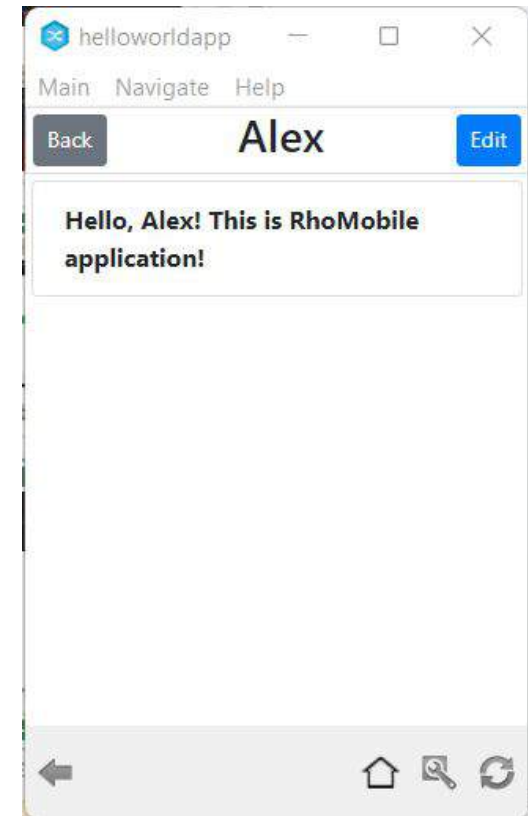 helloworldapp
Main Navigate Help
Back Alex Edit
Hello, Alex! This is RhoMobile
application!